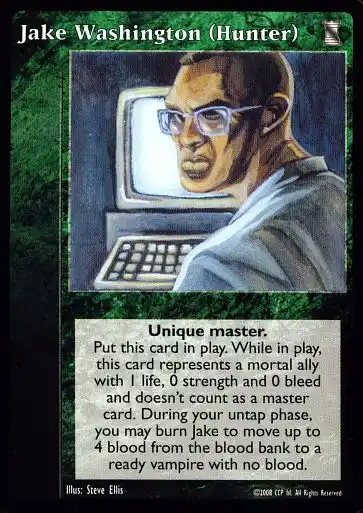 Jake Washington (Hunter)
Unique master.
Put this card in play. While in play,
this card represents a mortal ally
with 1 life, 0 strength and 0 bleed
and doesn't count as a master
card. During your untap phase,
you may burn Jake to move up to
4 blood from the blood bank to a
ready vampire with no blood.
Illus: Steve Ellis
©2008 CCP hf. All Rights Reserved